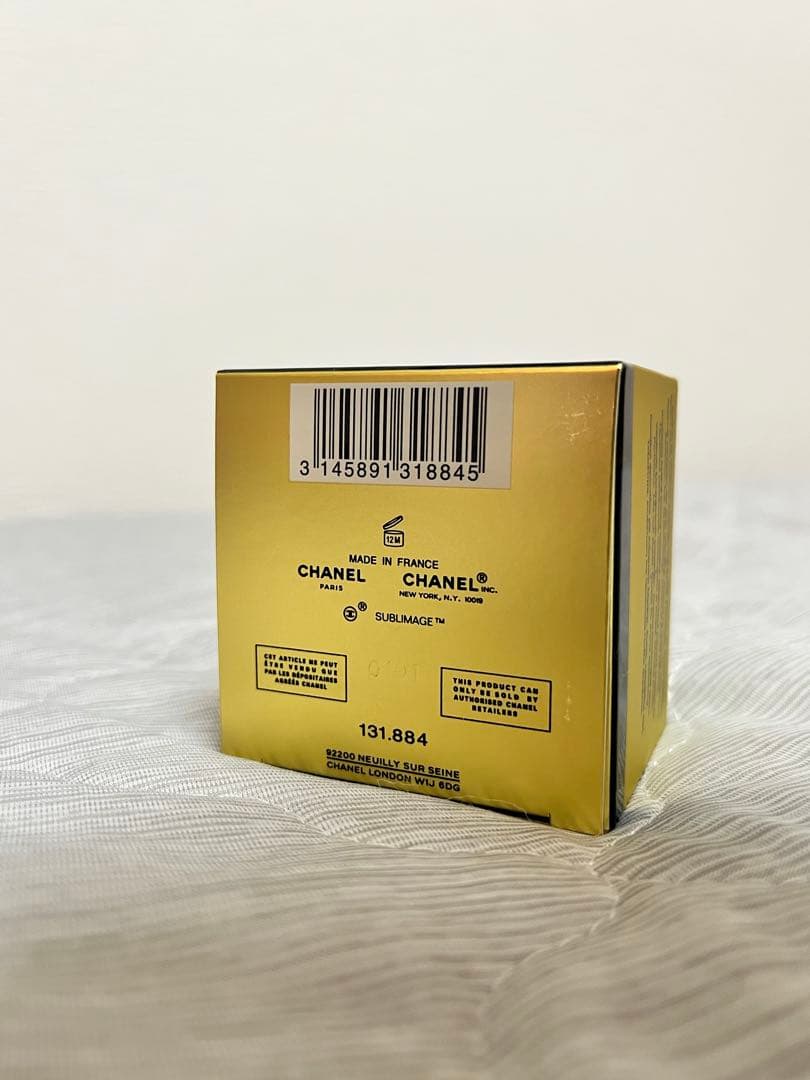 3 145891 318845
12M
MADE IN FRANCE
CHANEL
PARIS
CHANEL® INC.
NEW YORK, N.Y. 10019
® SUBLIMAGE™
CET ARTICLE NE PEUT
ÊTRE VENDU QUE
PAR LES DÉPOSITAIRES
AGRÉÉS CHANEL
THIS PRODUCT CAN
ONLY BE SOLD BY
AUTHORISED CHANEL
RETAILERS
131.884
92200 NEUILLY SUR SEINE
CHANEL LONDON W1J 6DG